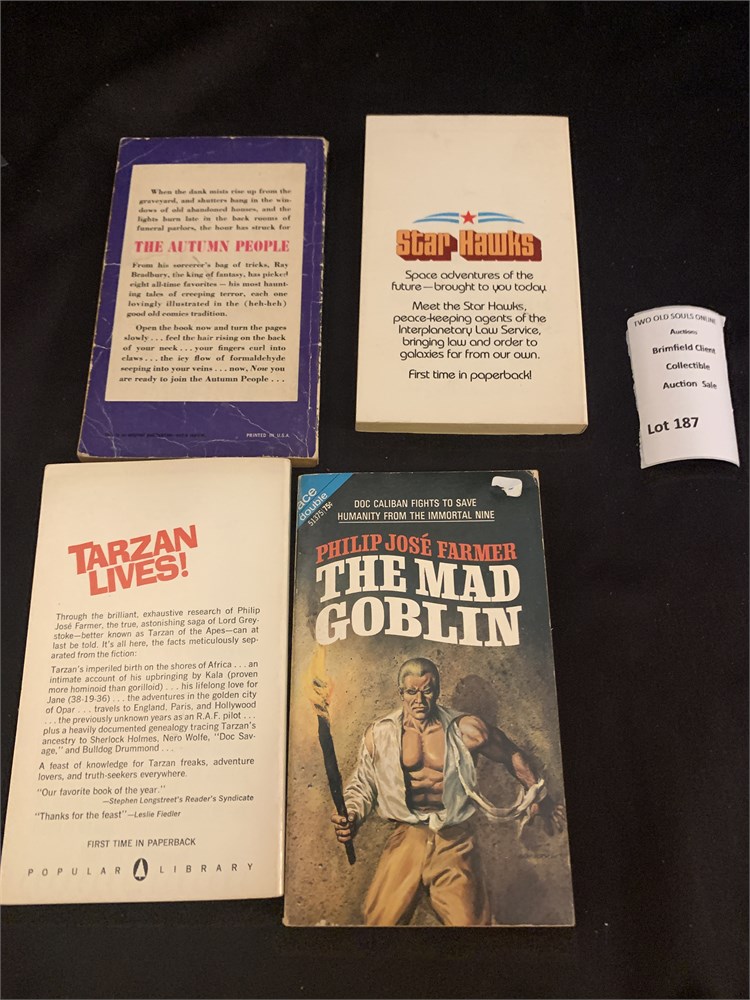 When the dank mists rise up from the
graveyard, and shutters hang in the win-
dows of old abandoned houses, and the
lights burn late in the back rooms of
funeral parlors, the hour has struck for
THE AUTUMN PEOPLE
From his sorcerer's bag of tricks, Ray
Bradbury, the king of fantasy, has picked
eight all-time favorites — his most haunt-
ing tales of creeping terror, each one
lovingly illustrated in the (heh-heh)
good old comics tradition.
Open the book now and turn the pages
slowly . . . feel the hair rising on the back
of your neck . . . your fingers curl into
claws . . . the icy flow of formaldehyde
seeping into your veins . . . now, Now you
are ready to join the Autumn People . . .
PRINTED IN U.S.A.
Star Hawks
Space adventures of the
future — brought to you today.
Meet the Star Hawks,
peace-keeping agents of the
Interplanetary Law Service,
bringing law and order to
galaxies far from our own.
First time in paperback!
TWO OLD SOULS ONLINE
Auctions
Brimfield Client
Collectible
Auction Sale
Lot 187
TARZAN
LIVES!
Through the brilliant, exhaustive research of Philip
José Farmer, the true, astonishing saga of Lord Grey-
stoke—better known as Tarzan of the Apes—can at
last be told. It's all here, the facts meticulously sep-
arated from the fiction:
Tarzan's imperiled birth on the shores of Africa . . . an
intimate account of his upbringing by Kala (proven
more hominoid than gorilloid) . . . his lifelong love for
Jane (38-19-36) . . . the adventures in the golden city
of Opar . . . travels to England, Paris, and Hollywood
. . . the previously unknown years as an R.A.F. pilot . . .
plus a heavily documented genealogy tracing Tarzan's
ancestry to Sherlock Holmes, Nero Wolfe, "Doc Sav-
age," and Bulldog Drummond . . .
A feast of knowledge for Tarzan freaks, adventure
lovers, and truth-seekers everywhere.
"Our favorite book of the year."
—Stephen Longstreet's Reader's Syndicate
"Thanks for the feast"—Leslie Fiedler
FIRST TIME IN PAPERBACK
POPULAR LIBRARY
ace
double
51375 75c
DOC CALIBAN FIGHTS TO SAVE
HUMANITY FROM THE IMMORTAL NINE
PHILIP JOSÉ FARMER
THE MAD
GOBLIN